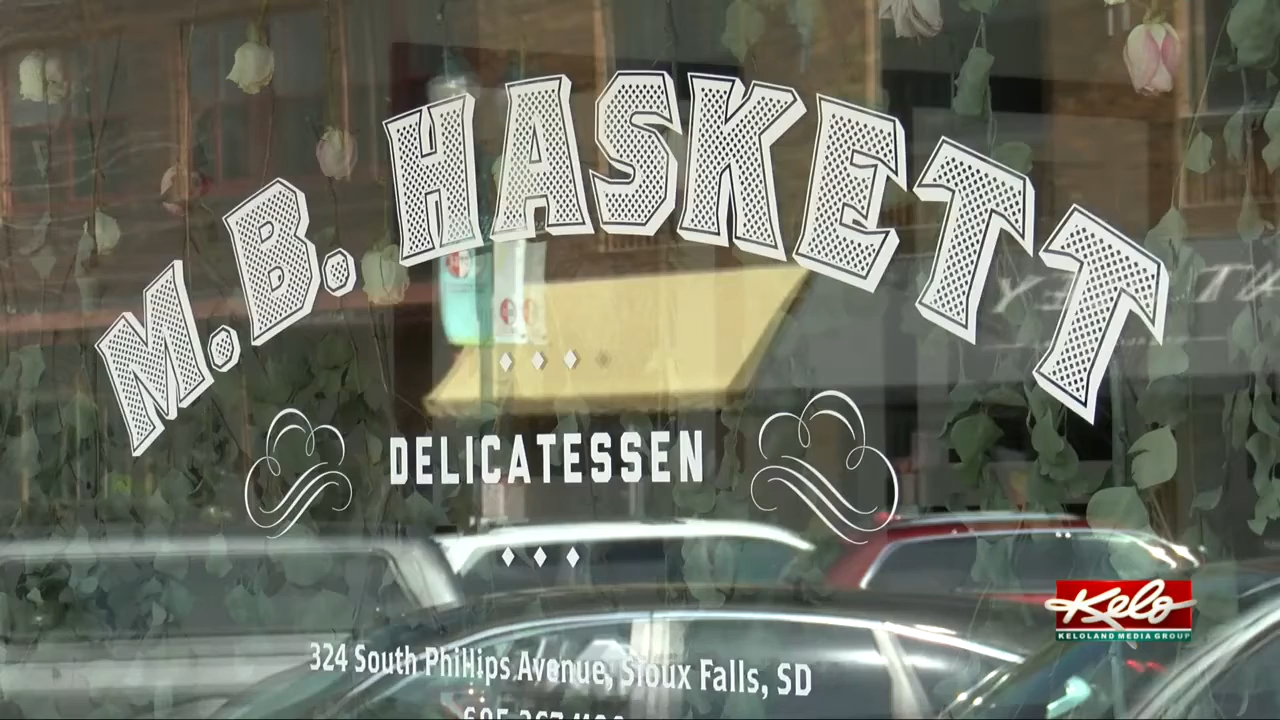 M.B. HASKETT
DELICATESSEN
324 South Phillips Avenue, Sioux Falls, SD
Kelo
KELOLAND MEDIA GROUP